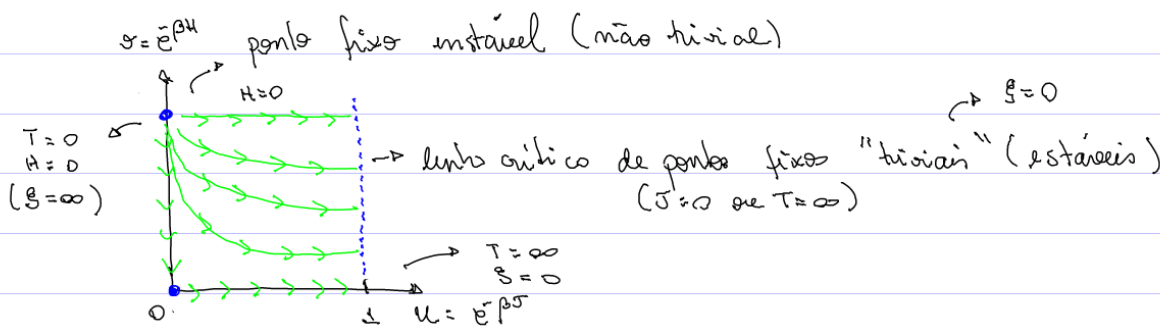 v = e^{-βH} ponto fixo instável (não trivial)
H=0
ξ=0
T=0
H=0
(ξ=∞)
linha crítica de pontos fixos "triviais" (estáveis)
(J=0 ou T=∞)
T=∞
ξ=0
0 1 u = e^{-βJ}